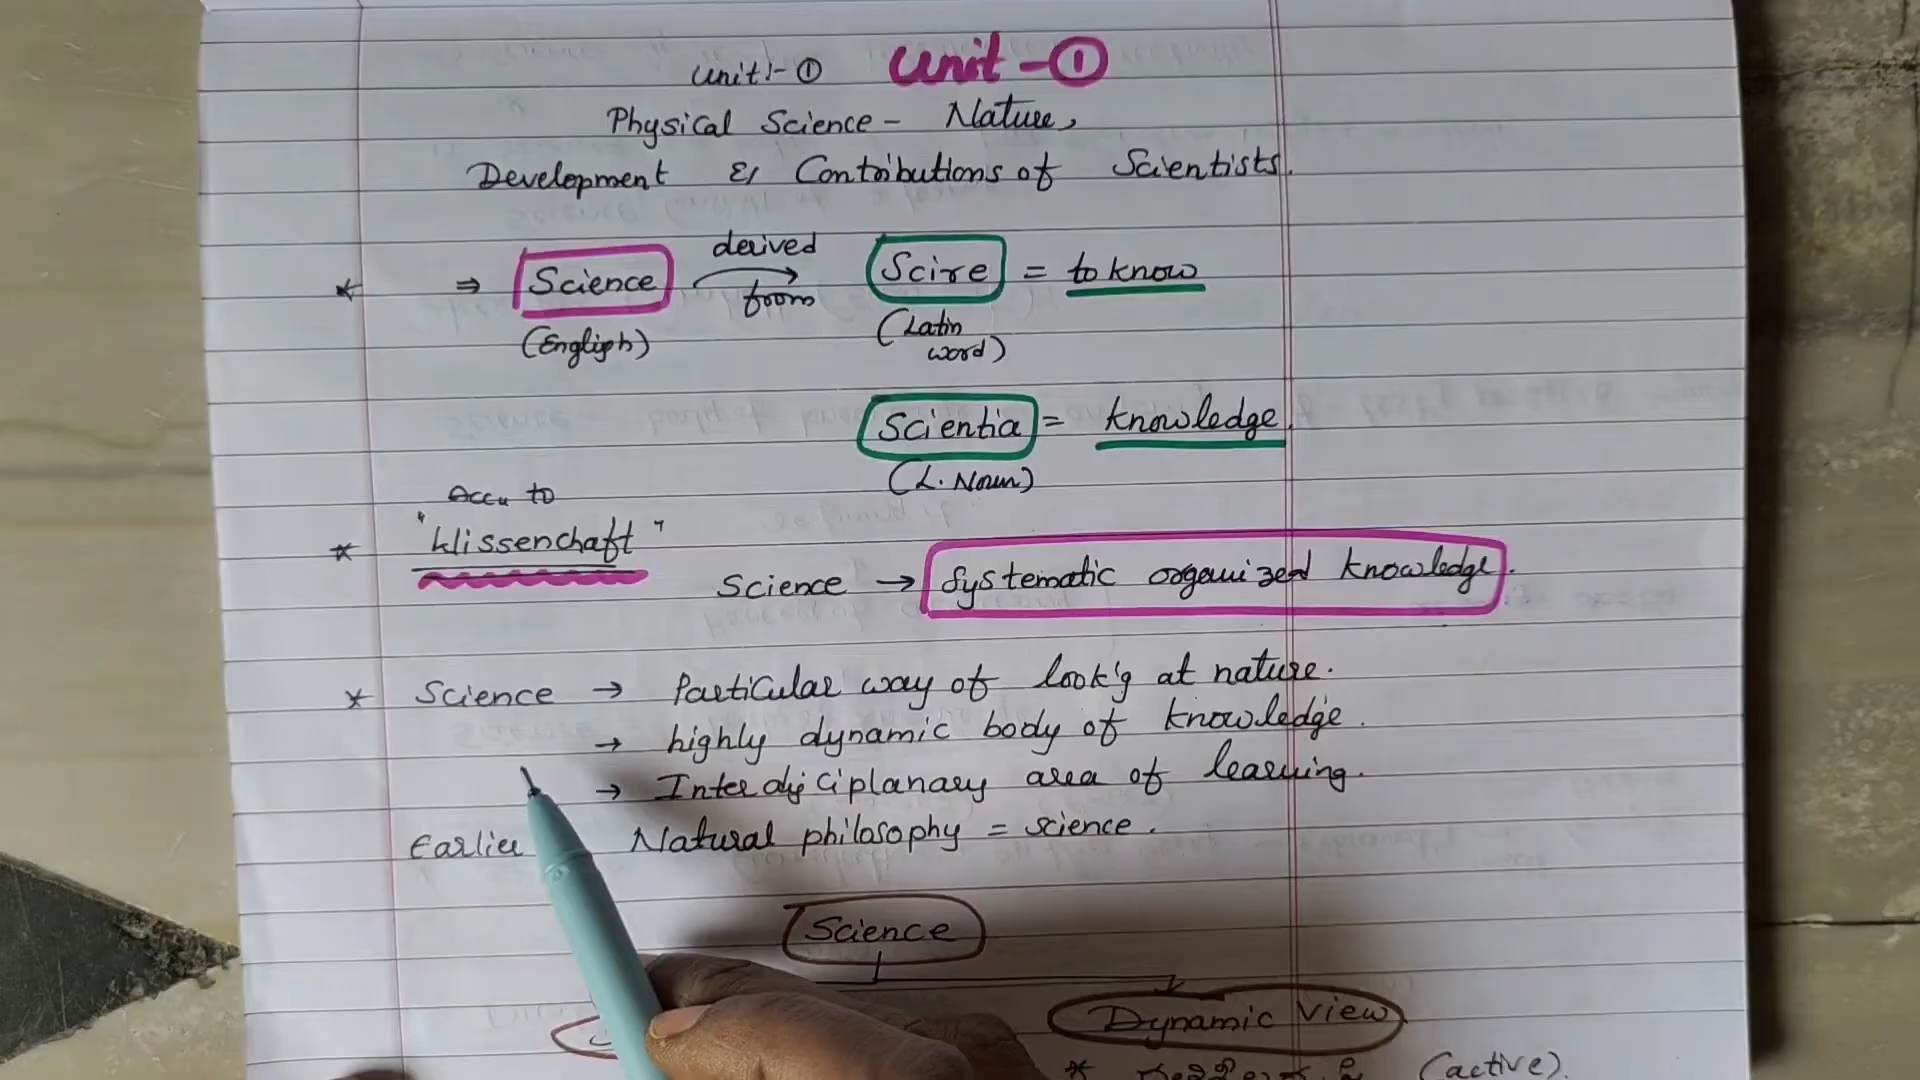 Unit:- ① Unit - ①
Physical Science - Nature,
Development & Contributions of Scientists.
* ⇒ Science derived from Scire = to know
(English) (Latin word)
Scientia = knowledge.
(L. Noun)
Accu to
* "Wissenchaft"
Science → Systematic organized knowledge.
* Science → Particular way of look'g at nature.
→ highly dynamic body of knowledge.
→ Interdisciplanary area of learning.
Earlier Natural philosophy = science.
Science
Dynamic View
* (active).